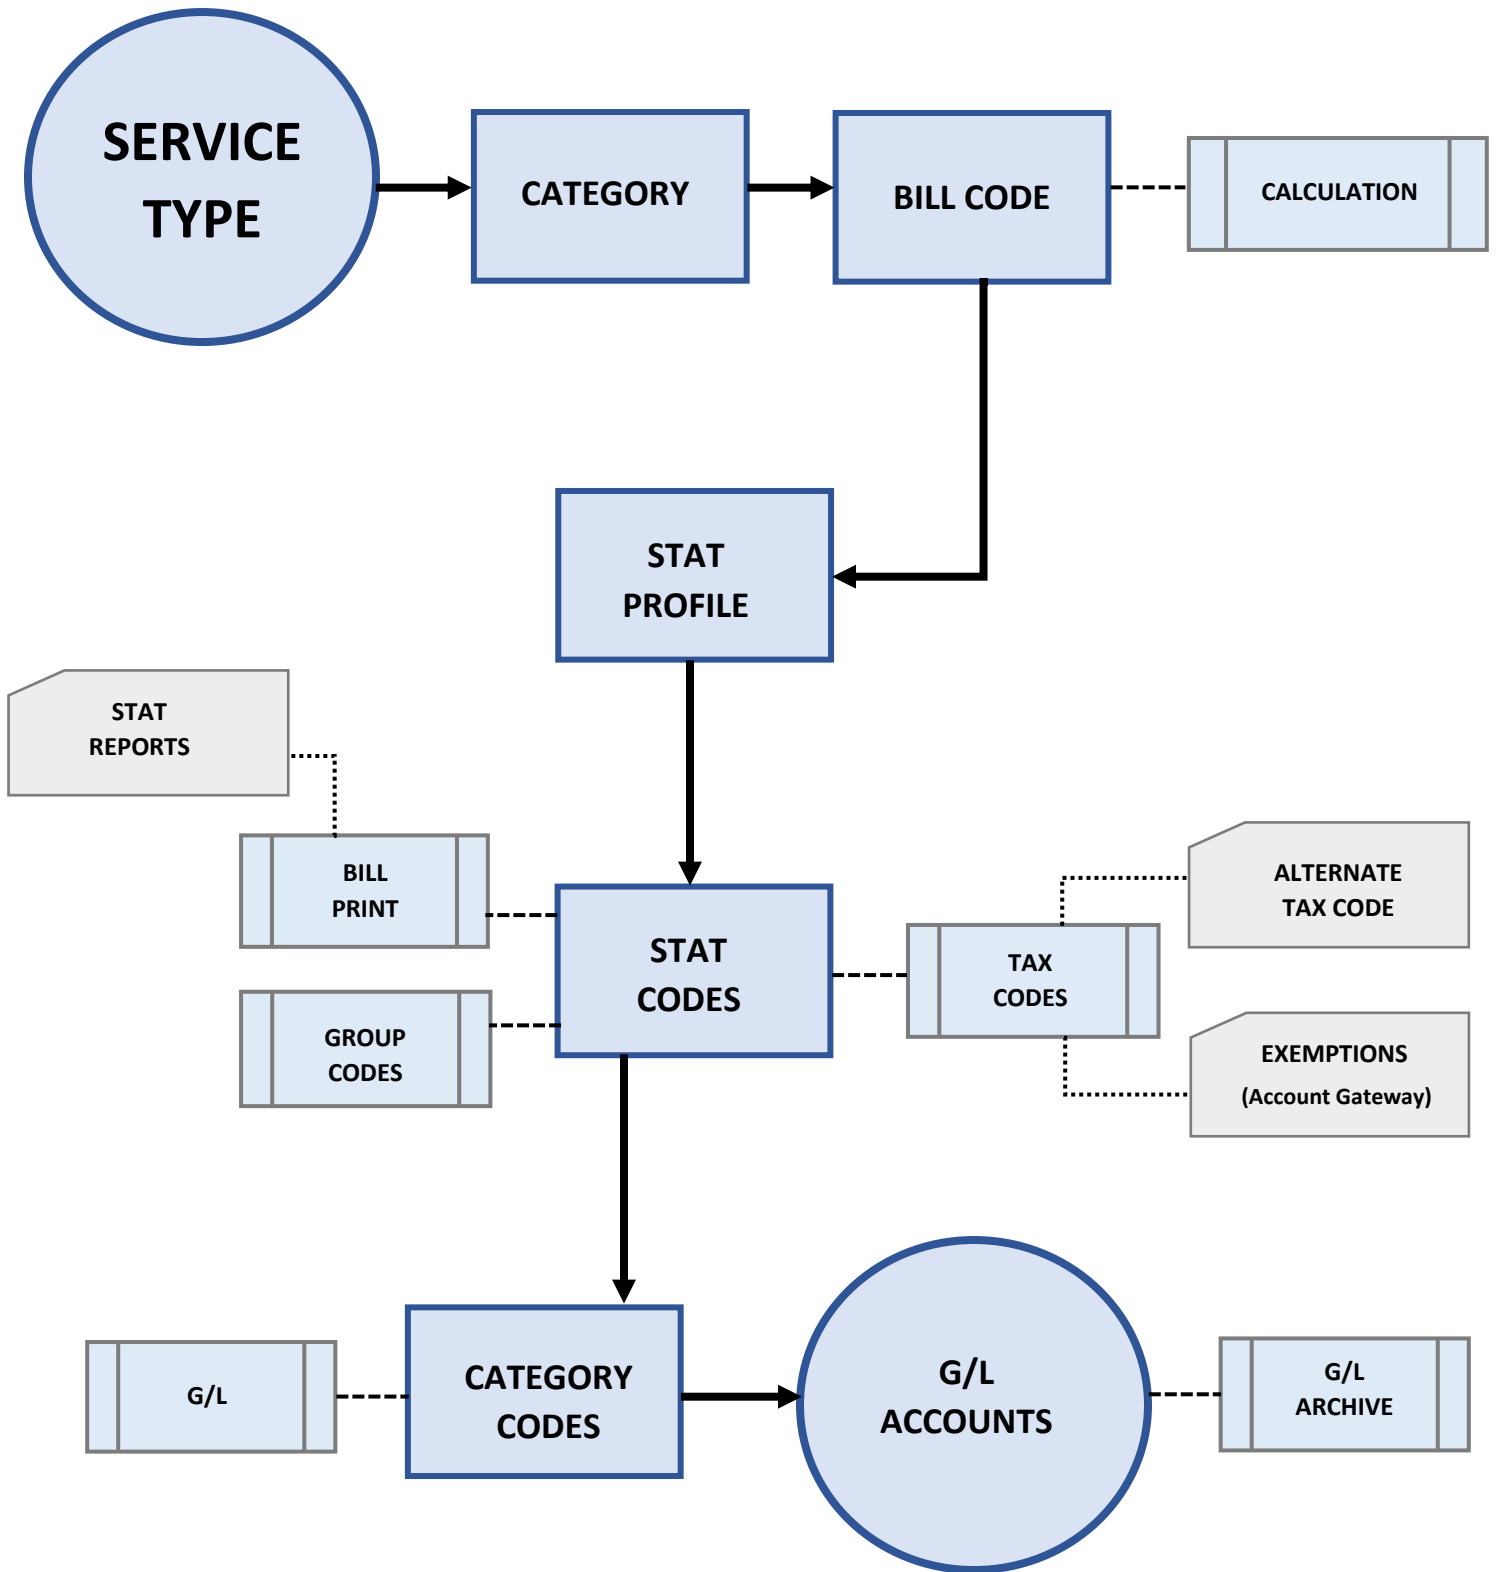 SERVICE
TYPE
CATEGORY
BILL CODE
CALCULATION
STAT
PROFILE
STAT
REPORTS
BILL
PRINT
GROUP
CODES
STAT
CODES
TAX
CODES
ALTERNATE
TAX CODE
EXEMPTIONS
(Account Gateway)
G/L
CATEGORY
CODES
G/L
ACCOUNTS
G/L
ARCHIVE